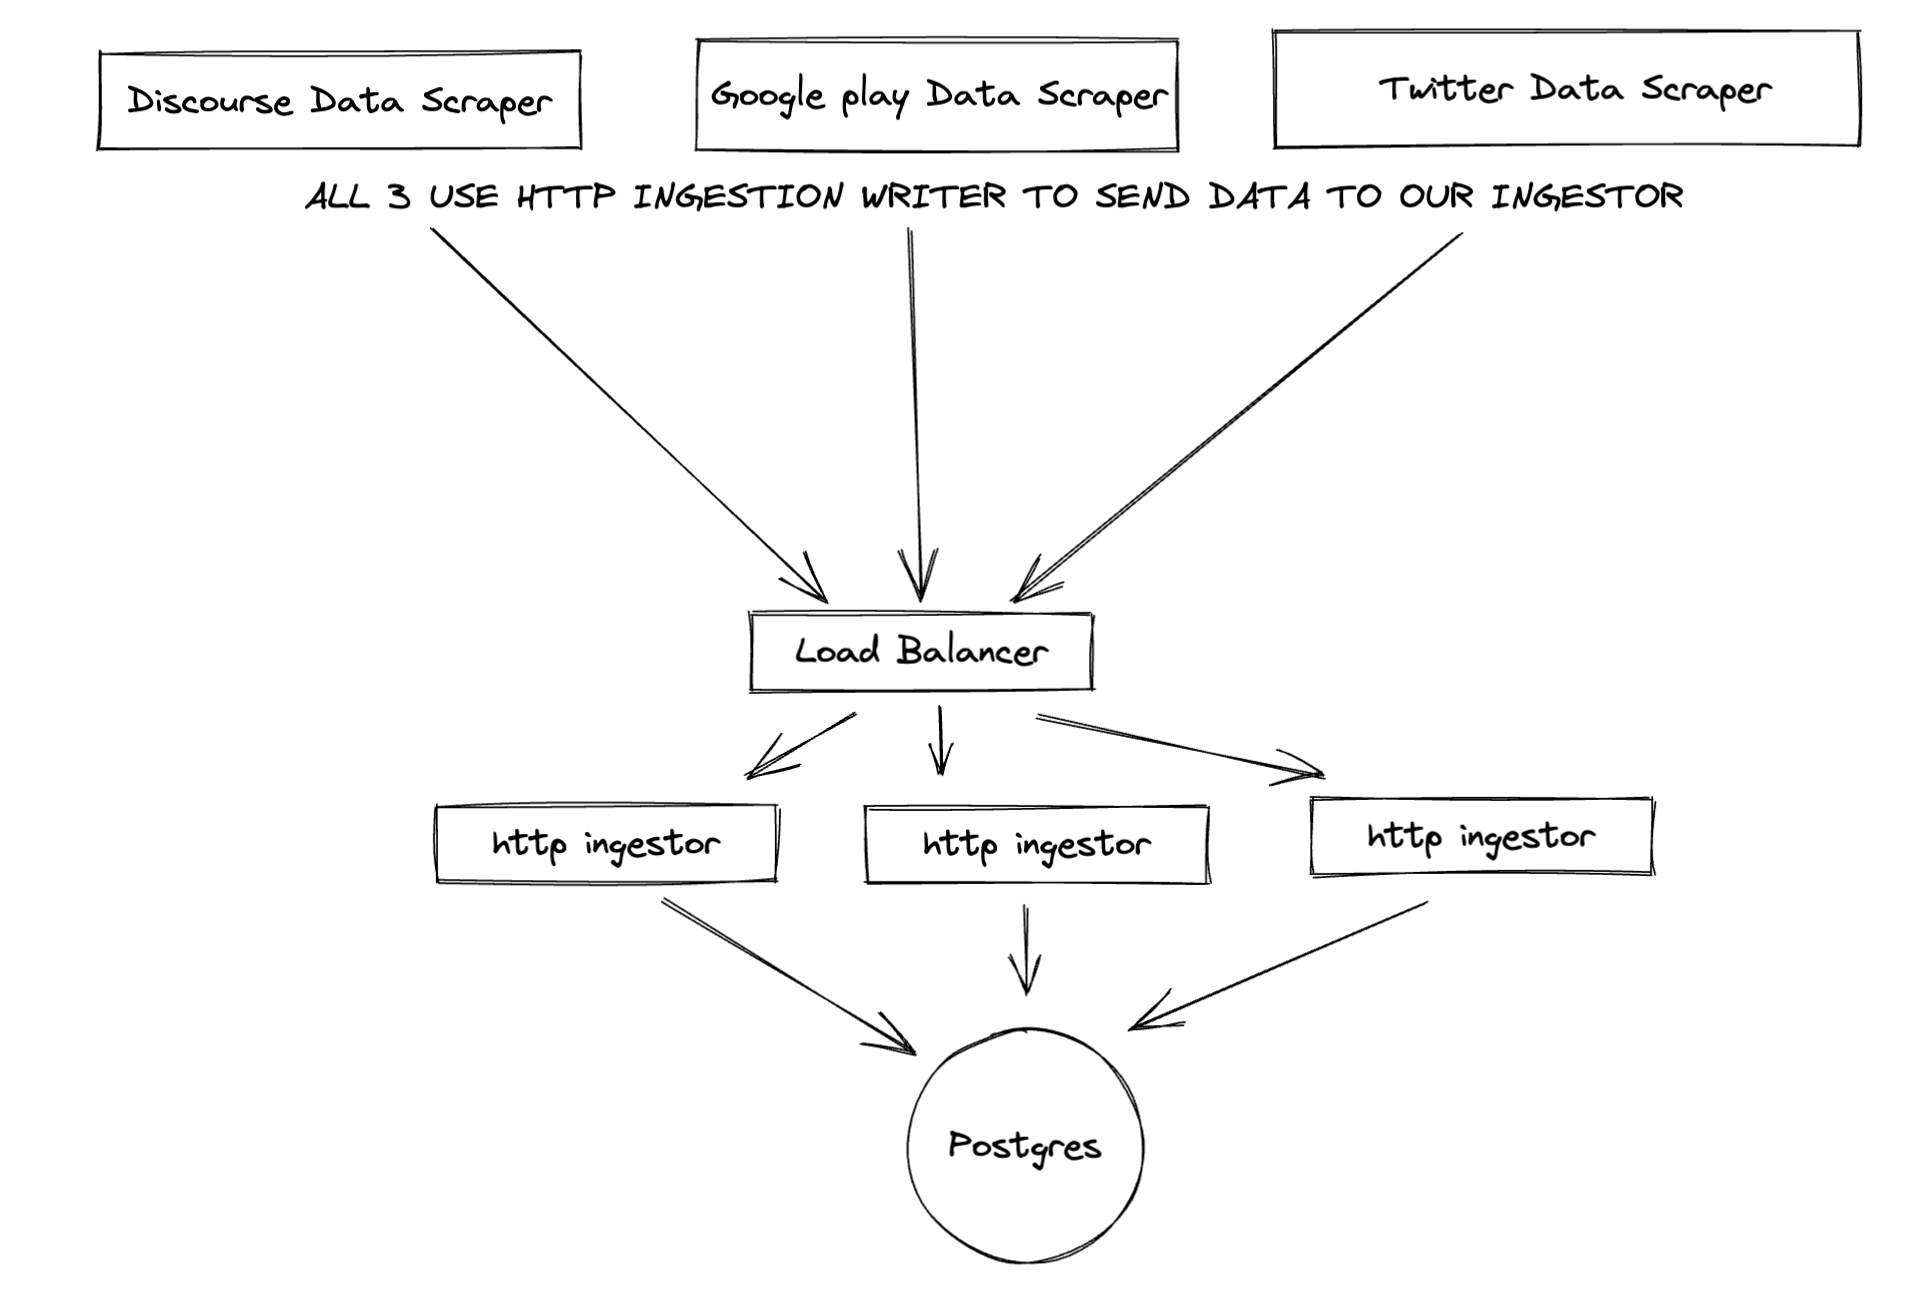 Discourse Data Scraper
Google play Data Scraper
Twitter Data Scraper
ALL 3 USE HTTP INGESTION WRITER TO SEND DATA TO OUR INGESTOR
Load Balancer
http ingestor
http ingestor
http ingestor
Postgres